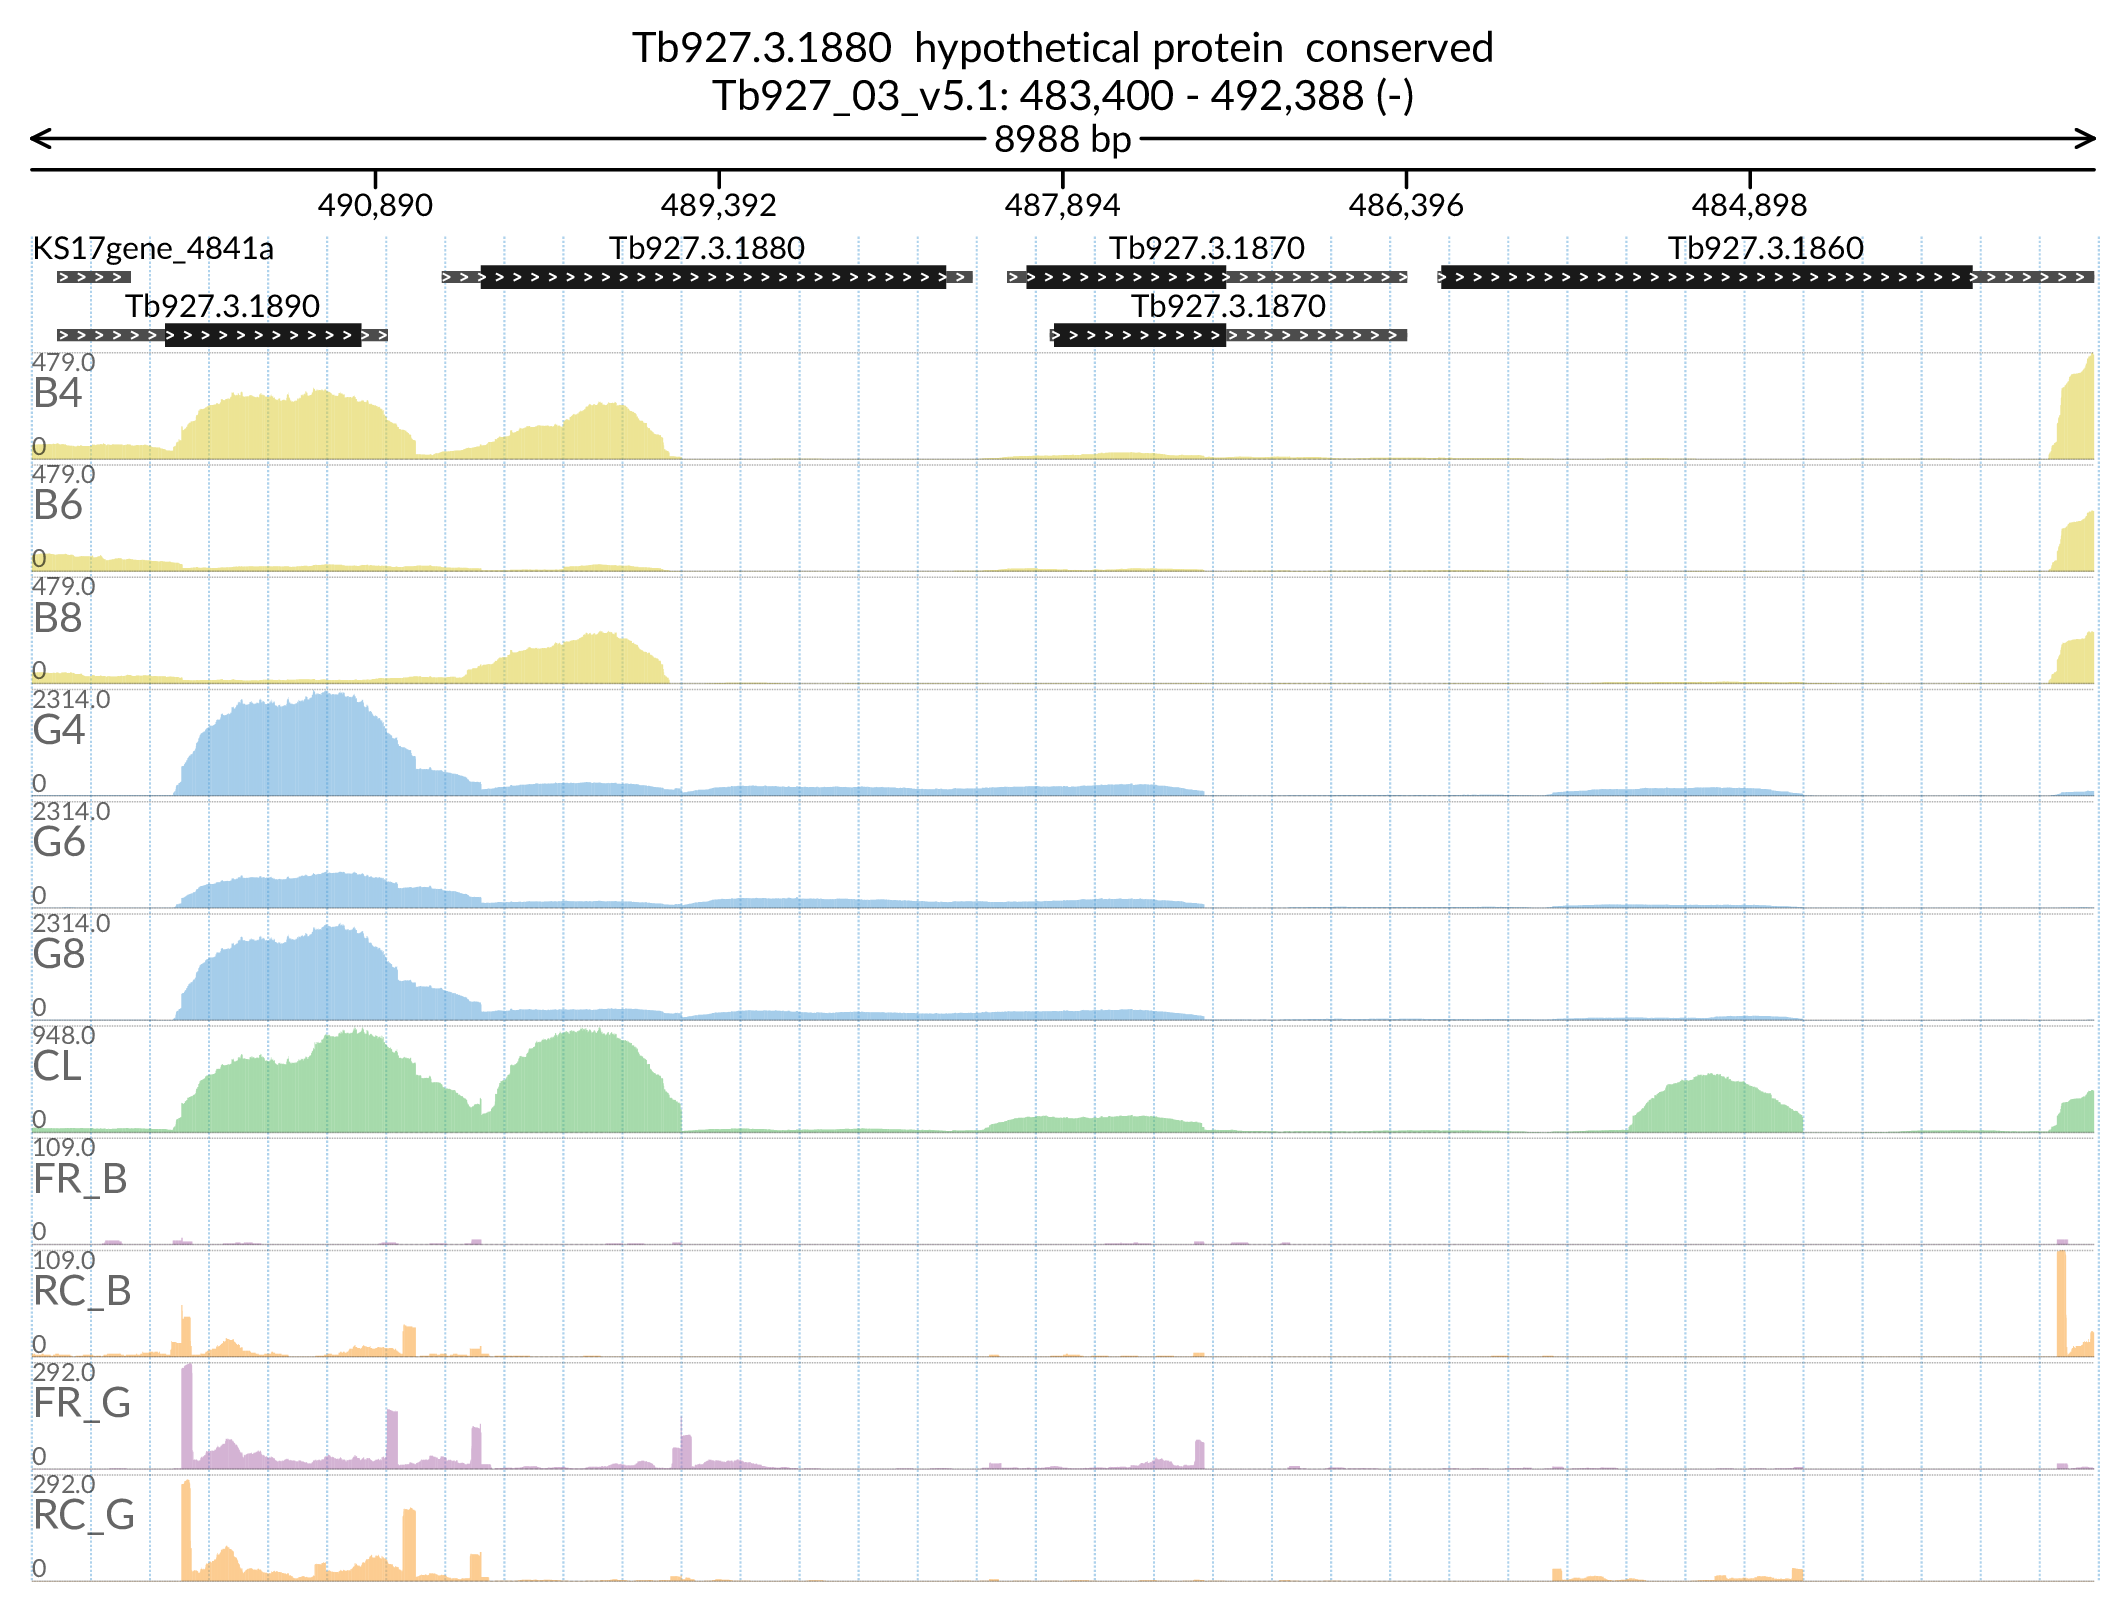 Tb927.3.1880 hypothetical protein conserved
Tb927_03_v5.1: 483,400 - 492,388 (-)
8988 bp
490,890 489,392 487,894 486,396 484,898
KS17gene_4841a Tb927.3.1880 Tb927.3.1870 Tb927.3.1860
Tb927.3.1890 Tb927.3.1870
479.0
B4
0
479.0
B6
0
479.0
B8
0
2314.0
G4
0
2314.0
G6
0
2314.0
G8
0
948.0
CL
0
109.0
FR_B
0
109.0
RC_B
0
292.0
FR_G
0
292.0
RC_G
0